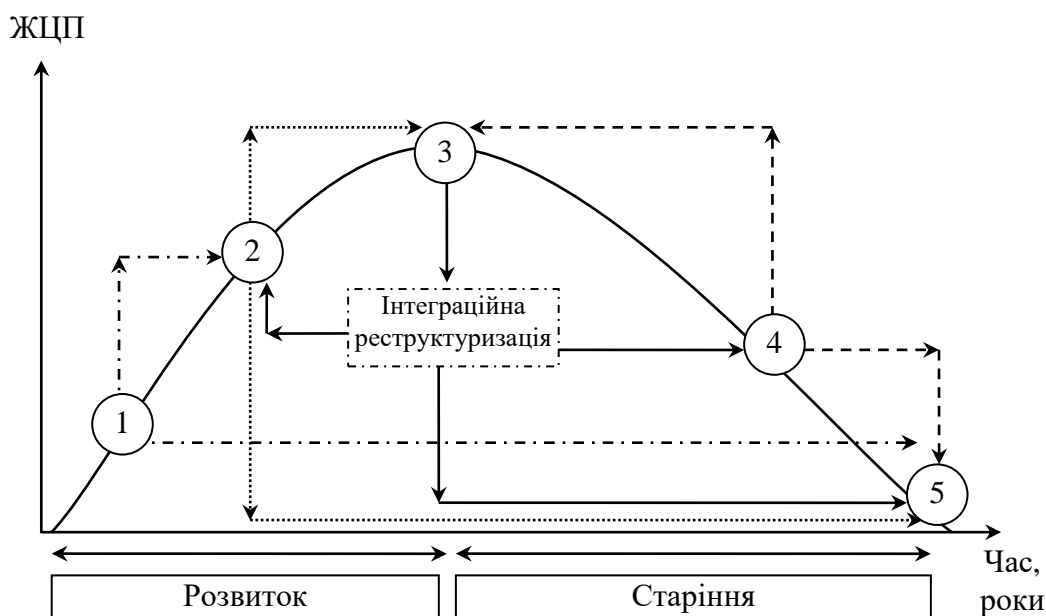 ЖЦП
3
2
Інтеграційна
реструктуризація
4
1
5
Час,
роки
Розвиток
Старіння